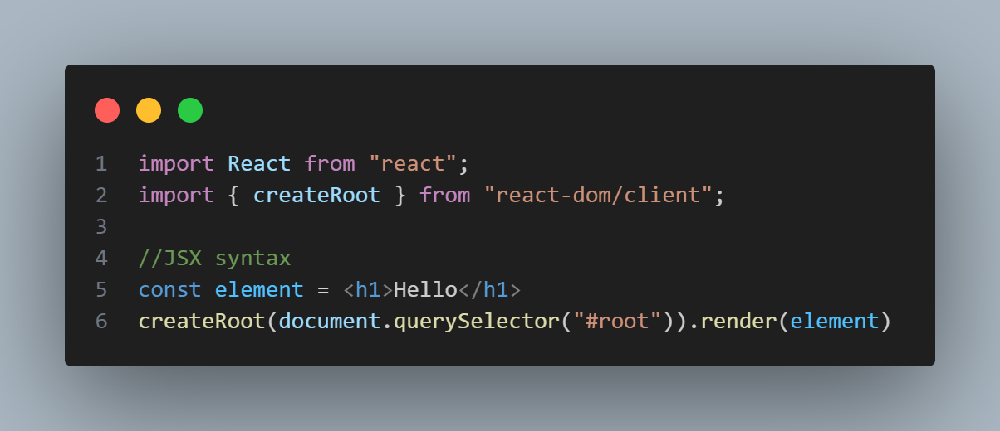 1 import React from "react";
2 import { createRoot } from "react-dom/client";
3
4 //JSX syntax
5 const element = <h1>Hello</h1>
6 createRoot(document.querySelector("#root")).render(element)